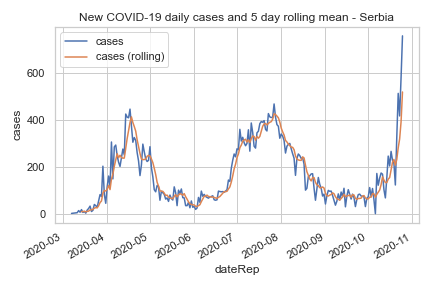 New COVID-19 daily cases and 5 day rolling mean - Serbia
cases
cases (rolling)
600
400
200
0
cases
2020-03
2020-04
2020-05
2020-06
2020-07
2020-08
2020-09
2020-10
2020-11
dateRep